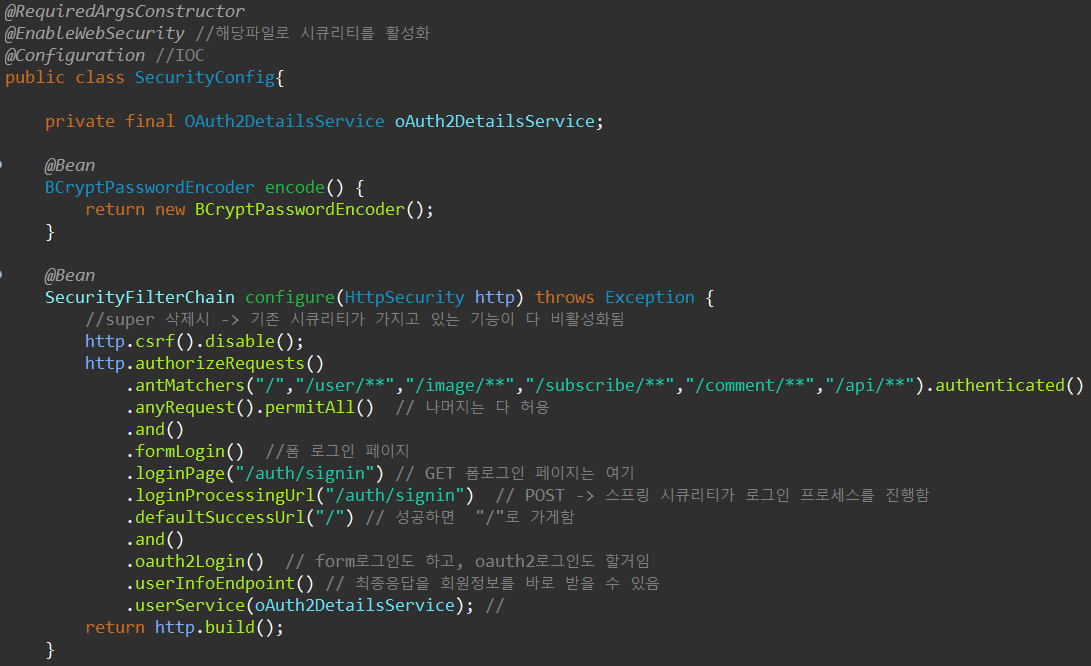 @RequiredArgsConstructor
@EnableWebSecurity //해당파일로 시큐리티를 활성화
@Configuration //IOC
public class SecurityConfig{
private final OAuth2DetailsService oAuth2DetailsService;
@Bean
BCryptPasswordEncoder encode() {
return new BCryptPasswordEncoder();
}
@Bean
SecurityFilterChain configure(HttpSecurity http) throws Exception {
//super 삭제시 -> 기존 시큐리티가 가지고 있는 기능이 다 비활성화됨
http.csrf().disable();
http.authorizeRequests()
.antMatchers("/","/user/**","/image/**","/subscribe/**","/comment/**","/api/**").authenticated()
.anyRequest().permitAll()  // 나머지는 다 허용
.and()
.formLogin()  //폼 로그인 페이지
.loginPage("/auth/signin") // GET 폼로그인 페이지는 여기
.loginProcessingUrl("/auth/signin")  // POST -> 스프링 시큐리티가 로그인 프로세스를 진행함
.defaultSuccessUrl("/") // 성공하면  "/"로 가게함
.and()
.oauth2Login()  // form로그인도 하고, oauth2로그인도 할거임
.userInfoEndpoint() // 최종응답을 회원정보를 바로 받을 수 있음
.userService(oAuth2DetailsService); //
return http.build();
}